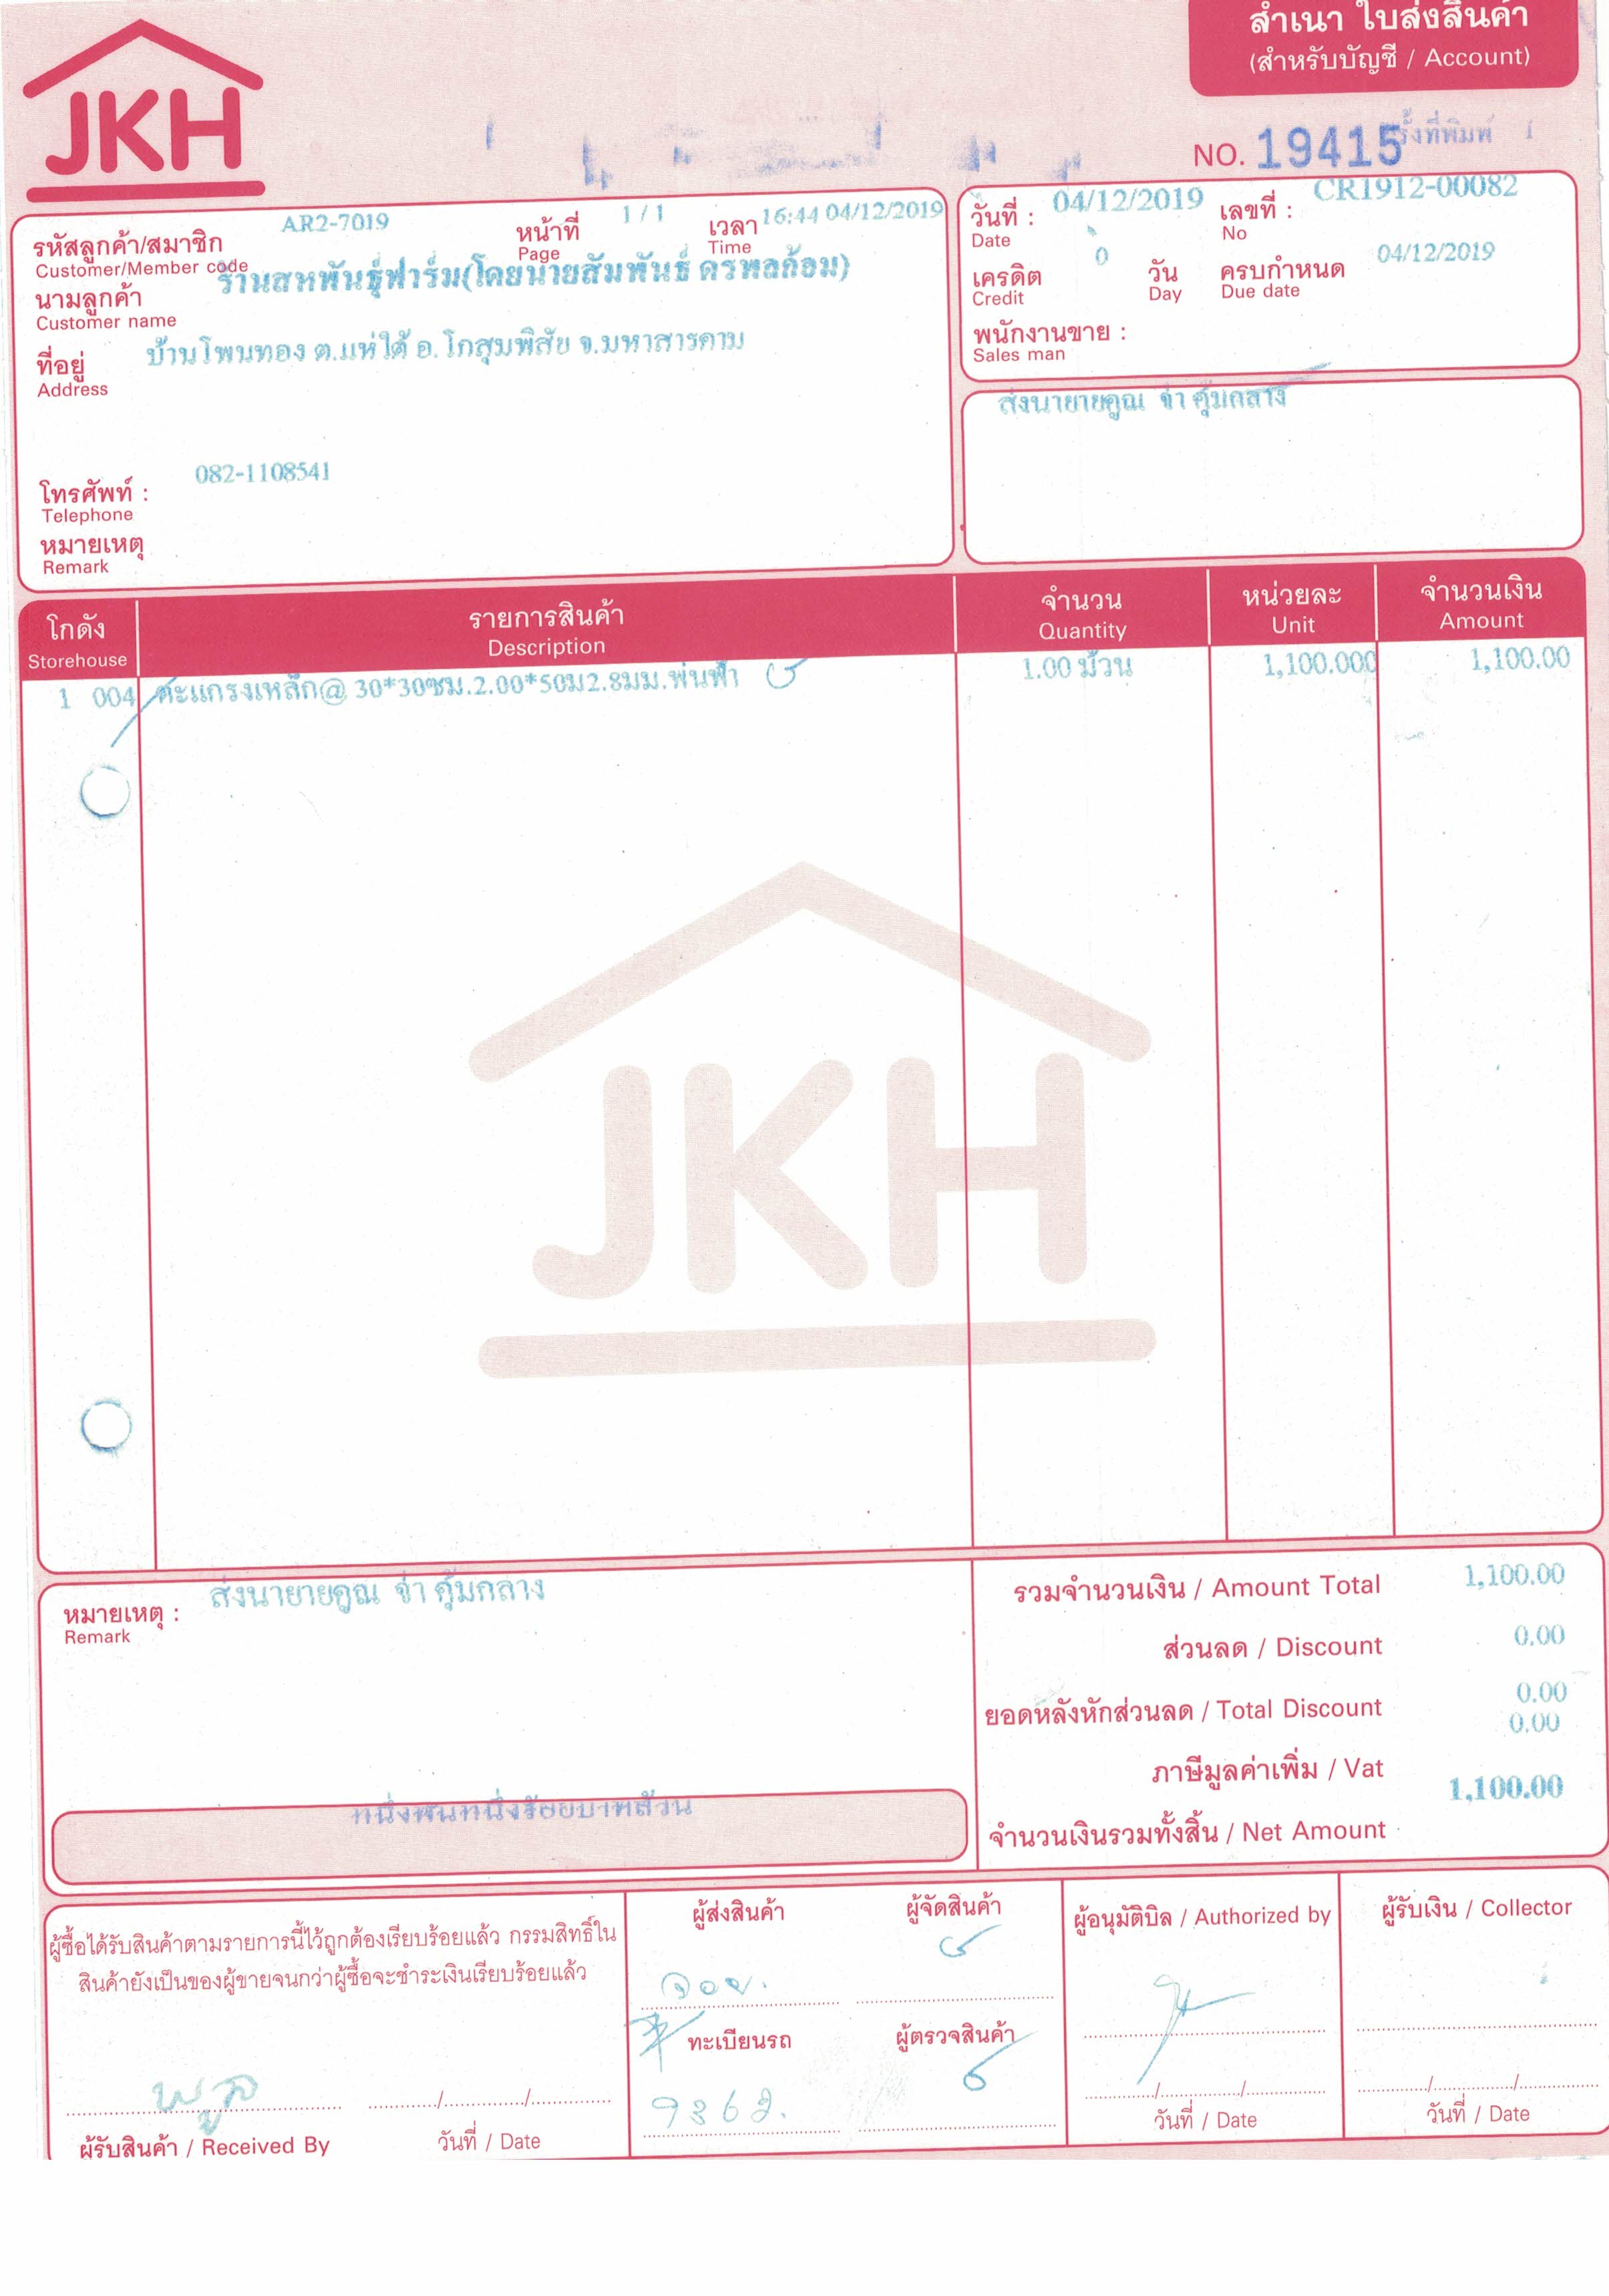 สำเนา ใบส่งสินค้า
(สำหรับบัญชี / Account)
JKH
NO. 19415
ครั้งที่พิมพ์ 1
รหัสลูกค้า/สมาชิก AR2-7019 หน้าที่ 1 / 1 เวลา 16:44 04/12/2019
Customer/Member code Page Time
นามลูกค้า ร้านสหพันธุ์ฟาร์ม(โดยนายสัมพันธ์ ดรพลก้อม)
Customer name
ที่อยู่ บ้านโพนทอง ต.แห่ใต้ อ.โกสุมพิสัย จ.มหาสารคาม
Address
โทรศัพท์ : 082-1108541
Telephone
หมายเหตุ
Remark
วันที่ : 04/12/2019 เลขที่ : CR1912-00082
Date No
เครดิต 0 วัน ครบกำหนด 04/12/2019
Credit Day Due date
พนักงานขาย :
Sales man
ส่งนายายคูณ จ่า คุ้มกลาง
โกดัง รายการสินค้า จำนวน หน่วยละ จำนวนเงิน
Storehouse Description Quantity Unit Amount
1 004 ตะแกรงเหล็ก@ 30*30ซม.2.00*50ม2.8มม.พ่นฟ้า 1.00 ม้วน 1,100.000 1,100.00
JKH
หมายเหตุ : ส่งนายายคูณ จ่า คุ้มกลาง
Remark
รวมจำนวนเงิน / Amount Total 1,100.00
ส่วนลด / Discount 0.00
ยอดหลังหักส่วนลด / Total Discount 0.00
0.00
ภาษีมูลค่าเพิ่ม / Vat
จำนวนเงินรวมทั้งสิ้น / Net Amount 1,100.00
หนึ่งพันหนึ่งร้อยบาทถ้วน
ผู้ซื้อได้รับสินค้าตามรายการนี้ไว้ถูกต้องเรียบร้อยแล้ว กรรมสิทธิ์ใน
สินค้ายังเป็นของผู้ขายจนกว่าผู้ซื้อจะชำระเงินเรียบร้อยแล้ว
พูล
ผู้รับสินค้า / Received By วันที่ / Date
ผู้ส่งสินค้า ผู้จัดสินค้า
จอย.
ทะเบียนรถ ผู้ตรวจสินค้า
ผู้อนุมัติบิล / Authorized by
วันที่ / Date
ผู้รับเงิน / Collector
วันที่ / Date